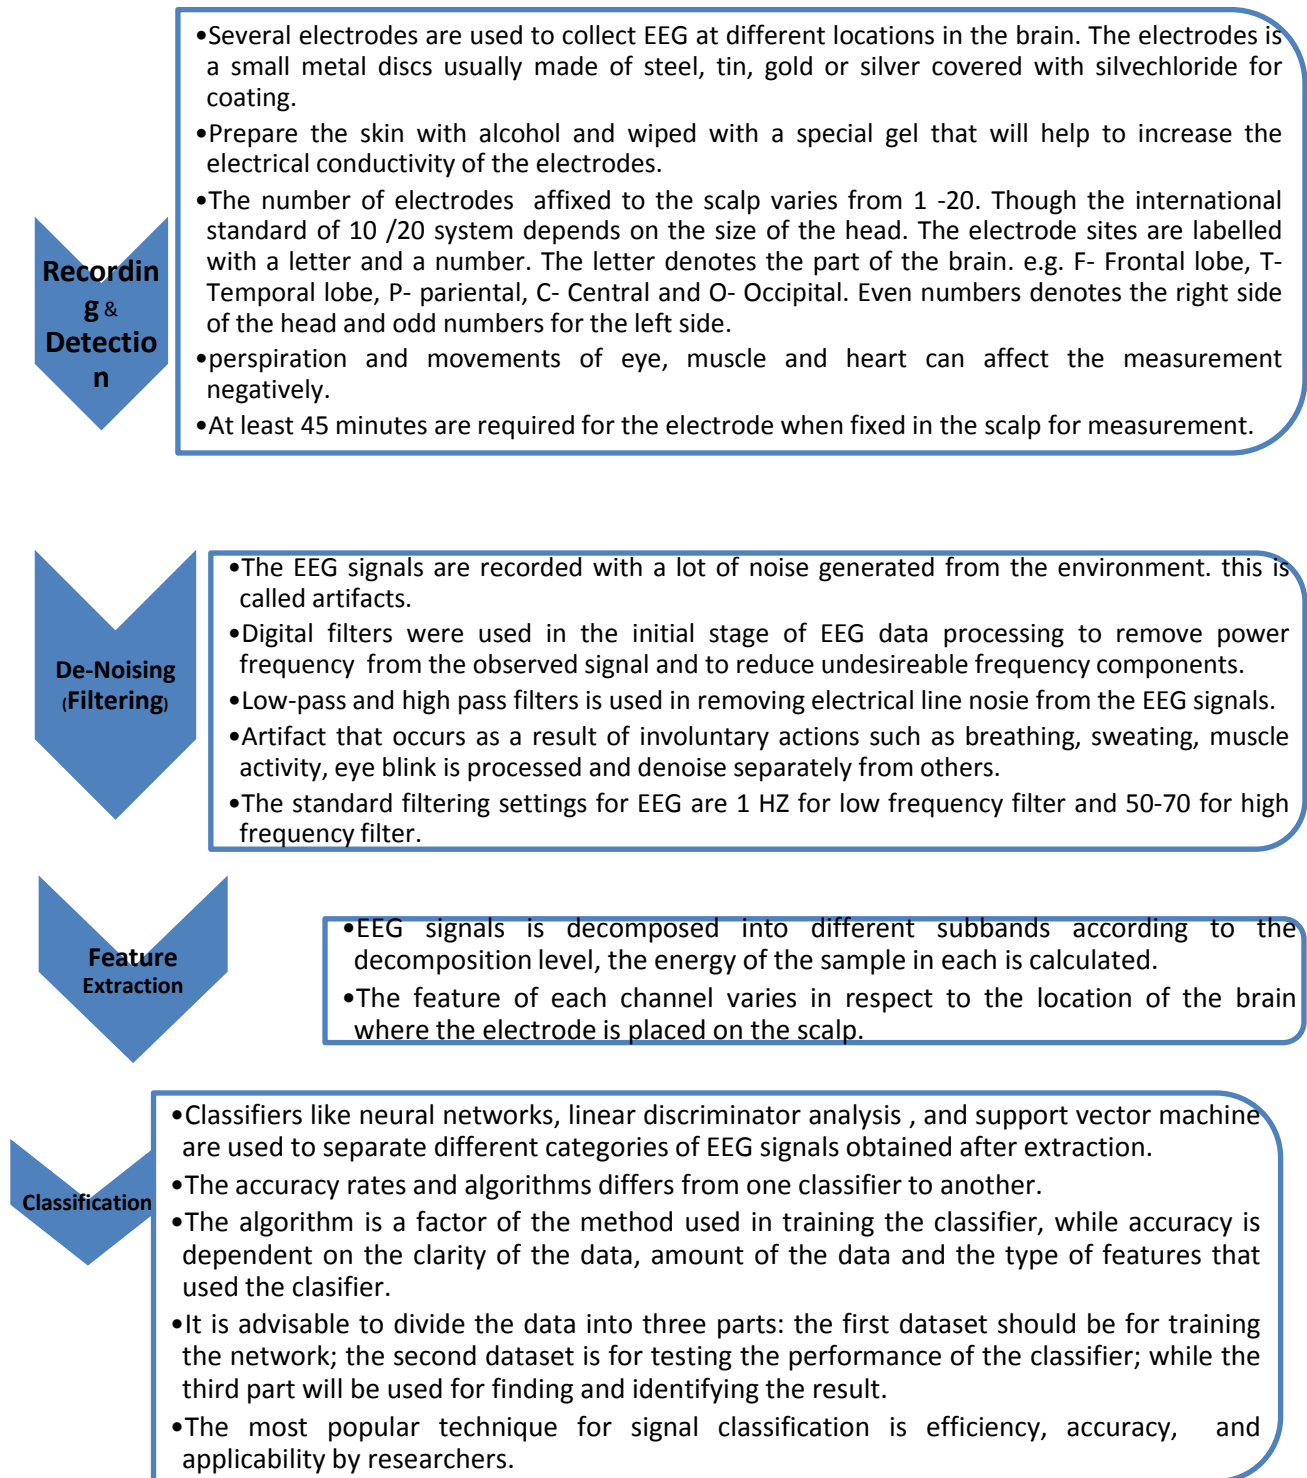 •Several electrodes are used to collect EEG at different locations in the brain. The electrodes is
a small metal discs usually made of steel, tin, gold or silver covered with silvechloride for
coating.
•Prepare the skin with alcohol and wiped with a special gel that will help to increase the
electrical conductivity of the electrodes.
•The number of electrodes affixed to the scalp varies from 1 -20. Though the international
standard of 10 /20 system depends on the size of the head. The electrode sites are labelled
with a letter and a number. The letter denotes the part of the brain. e.g. F- Frontal lobe, T-
Temporal lobe, P- pariental, C- Central and O- Occipital. Even numbers denotes the right side
of the head and odd numbers for the left side.
•perspiration and movements of eye, muscle and heart can affect the measurement
negatively.
•At least 45 minutes are required for the electrode when fixed in the scalp for measurement.
Recordin
g &
Detectio
n
•The EEG signals are recorded with a lot of noise generated from the environment. this is
called artifacts.
•Digital filters were used in the initial stage of EEG data processing to remove power
frequency from the observed signal and to reduce undesireable frequency components.
•Low-pass and high pass filters is used in removing electrical line nosie from the EEG signals.
•Artifact that occurs as a result of involuntary actions such as breathing, sweating, muscle
activity, eye blink is processed and denoise separately from others.
•The standard filtering settings for EEG are 1 HZ for low frequency filter and 50-70 for high
frequency filter.
De-Noising
(Filtering)
•EEG signals is decomposed into different subbands according to the
decomposition level, the energy of the sample in each is calculated.
•The feature of each channel varies in respect to the location of the brain
where the electrode is placed on the scalp.
Feature
Extraction
•Classifiers like neural networks, linear discriminator analysis , and support vector machine
are used to separate different categories of EEG signals obtained after extraction.
•The accuracy rates and algorithms differs from one classifier to another.
•The algorithm is a factor of the method used in training the classifier, while accuracy is
dependent on the clarity of the data, amount of the data and the type of features that
used the clasifier.
•It is advisable to divide the data into three parts: the first dataset should be for training
the network; the second dataset is for testing the performance of the classifier; while the
third part will be used for finding and identifying the result.
•The most popular technique for signal classification is efficiency, accuracy, and
applicability by researchers.
Classification